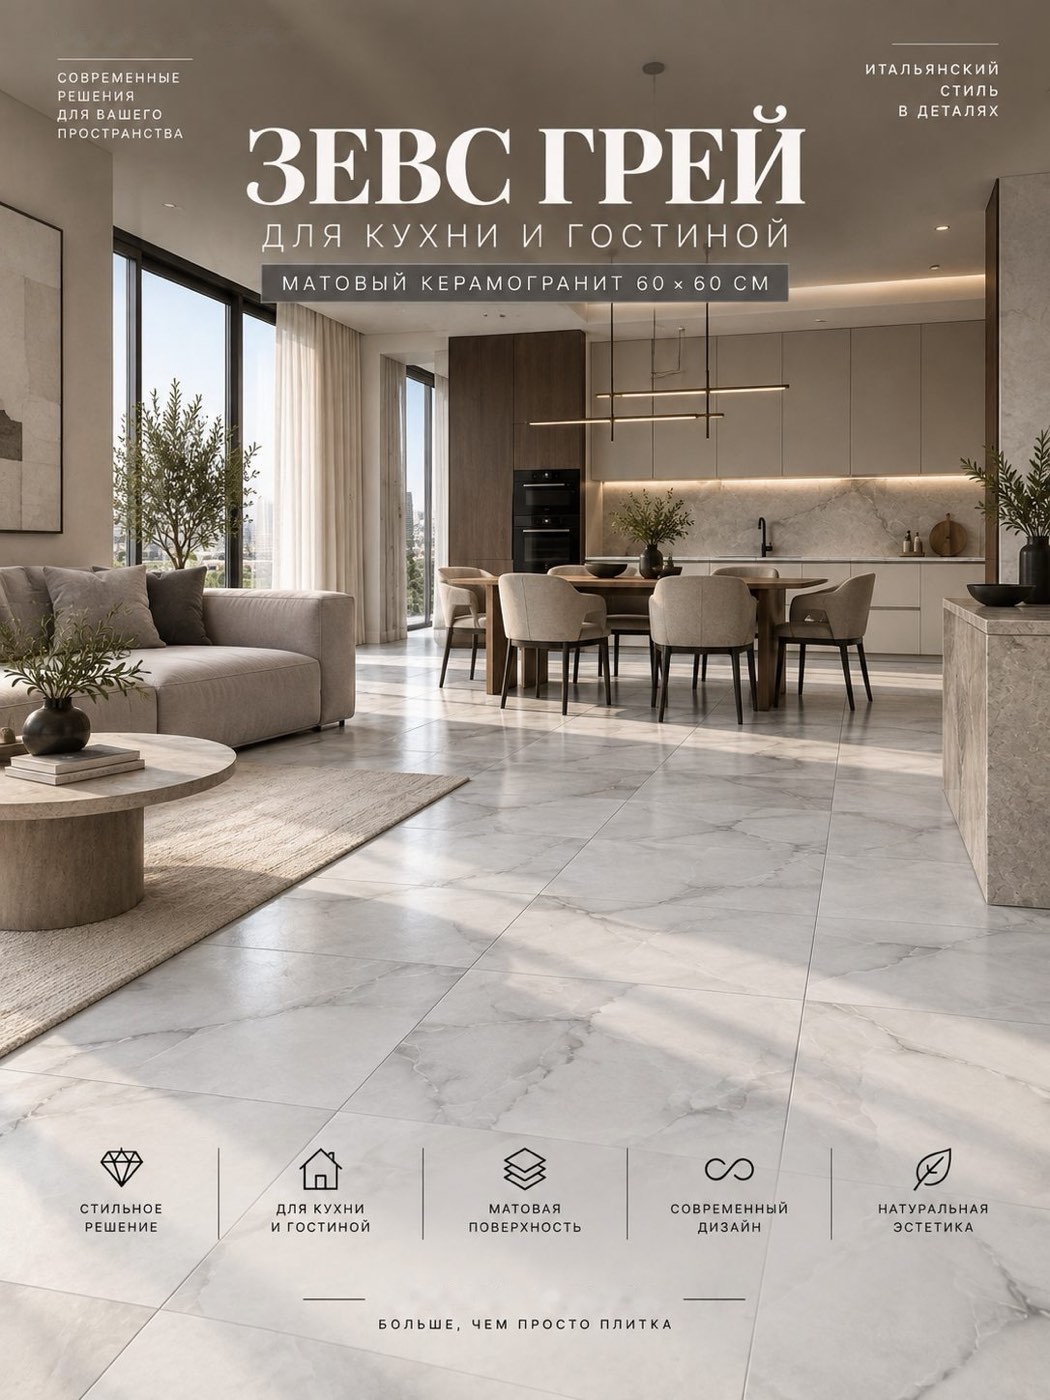 СОВРЕМЕННЫЕ
РЕШЕНИЯ
ДЛЯ ВАШЕГО
ПРОСТРАНСТВА
ИТАЛЬЯНСКИЙ
СТИЛЬ
В ДЕТАЛЯХ
ЗЕВС ГРЕЙ
ДЛЯ КУХНИ И ГОСТИНОЙ
МАТОВЫЙ КЕРАМОГРАНИТ 60 × 60 СМ
СТИЛЬНОЕ
РЕШЕНИЕ
ДЛЯ КУХНИ
И ГОСТИНОЙ
МАТОВАЯ
ПОВЕРХНОСТЬ
СОВРЕМЕННЫЙ
ДИЗАЙН
НАТУРАЛЬНАЯ
ЭСТЕТИКА
БОЛЬШЕ, ЧЕМ ПРОСТО ПЛИТКА